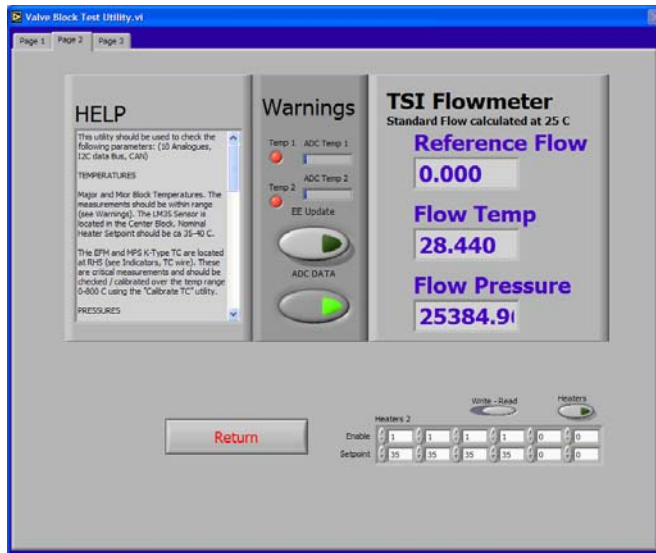 Valve Block Test Utility.vi
Page 1 Page 2 Page 3
HELP
This utility should be used to check the
following parameters: (10 Analogues,
I2C data Bus, CAN)
TEMPERATURES
Major and Mior Block Temperatures. The
measurements should be within range
(see Warnings). The LM35 Sensor is
located in the Center Block. Nominal
Heater Setpoint should be ca 35-40 C.
THe EFM and MPS K-Type TC are located
at RHS (see Indicators, TC wire). These
are critical measurements and should be
checked / calibrated over the temp range
0-800 C using the "Calibrate TC" utility.
PRESSURES
Warnings
Temp 1 ADC Temp 1
ADC Temp 2
Temp 2
EE Update
ADC DATA
TSI Flowmeter
Standard Flow calculated at 25 C
Reference Flow
0.000
Flow Temp
28.440
Flow Pressure
25384.9
Return
Write - Read Heaters
Heaters 2
Enable 1 1 1 1 0 0
Setpoint 35 35 35 35 0 0